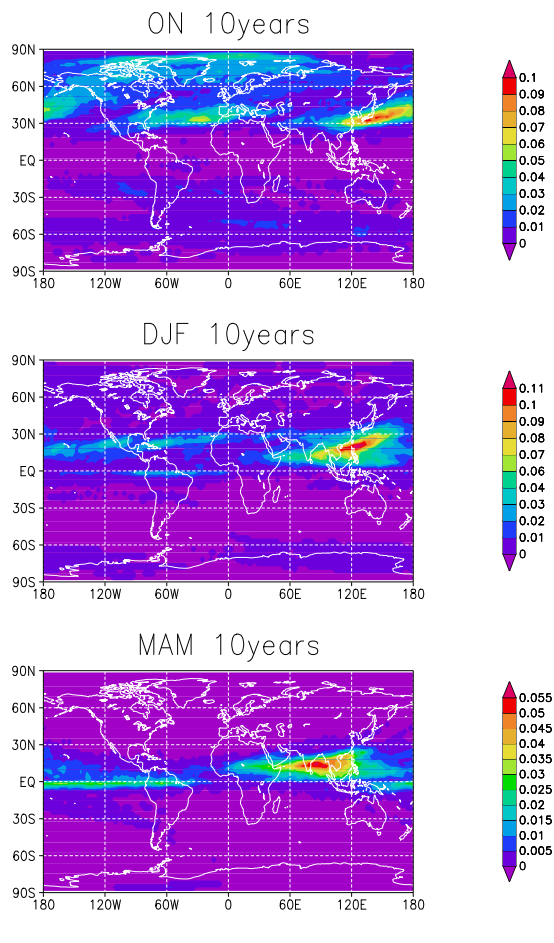 ON 10years
90N
60N
30N
EQ
30S
60S
90S
180 120W 60W 0 60E 120E 180
0.1
0.09
0.08
0.07
0.06
0.05
0.04
0.03
0.02
0.01
0
DJF 10years
90N
60N
30N
EQ
30S
60S
90S
180 120W 60W 0 60E 120E 180
0.11
0.1
0.09
0.08
0.07
0.06
0.04
0.03
0.02
0.01
0
MAM 10years
90N
60N
30N
EQ
30S
60S
90S
180 120W 60W 0 60E 120E 180
0.055
0.05
0.045
0.04
0.035
0.03
0.025
0.02
0.015
0.01
0.005
0